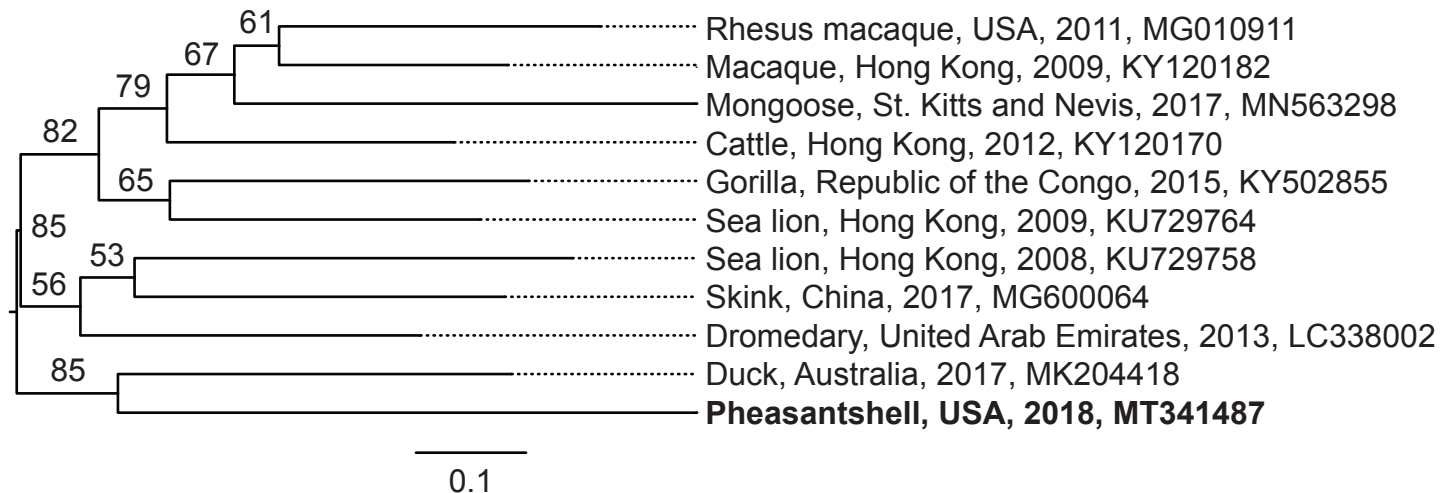 61
Rhesus macaque, USA, 2011, MG010911
67
Macaque, Hong Kong, 2009, KY120182
79
Mongoose, St. Kitts and Nevis, 2017, MN563298
82
Cattle, Hong Kong, 2012, KY120170
65
Gorilla, Republic of the Congo, 2015, KY502855
Sea lion, Hong Kong, 2009, KU729764
85
53
Sea lion, Hong Kong, 2008, KU729758
56
Skink, China, 2017, MG600064
Dromedary, United Arab Emirates, 2013, LC338002
85
Duck, Australia, 2017, MK204418
Pheasantshell, USA, 2018, MT341487
0.1